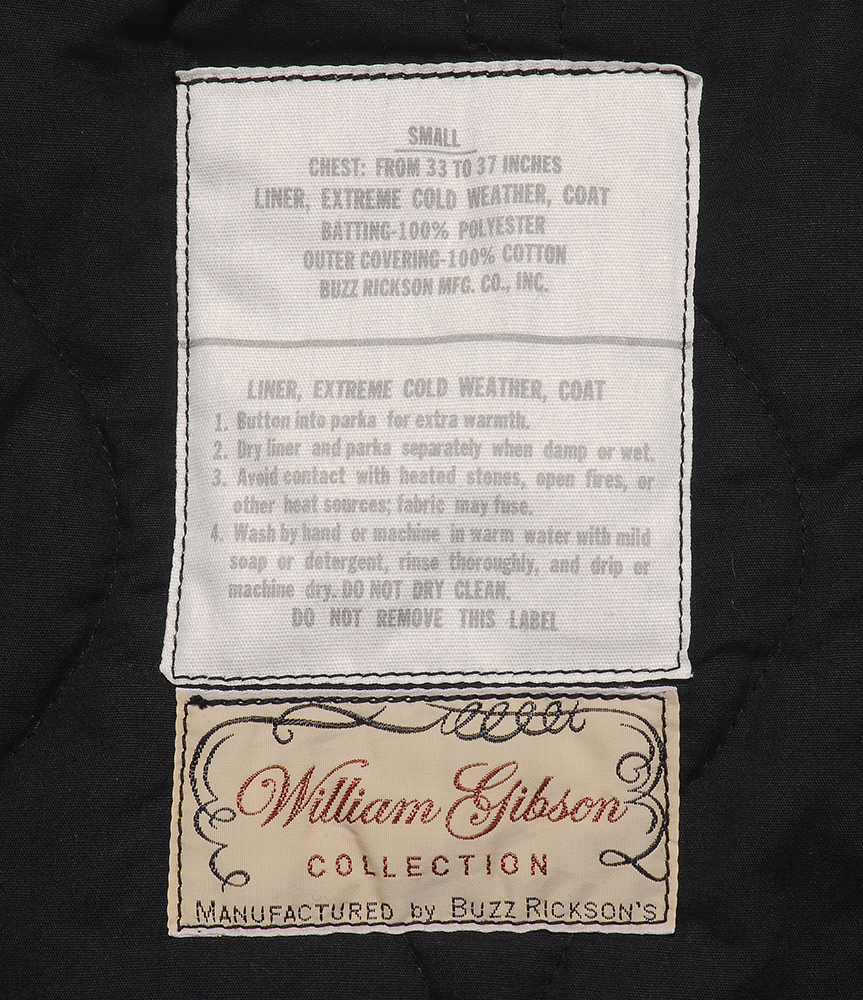 SMALL
CHEST: FROM 33 TO 37 INCHES
LINER, EXTREME COLD WEATHER, COAT
BATTING-100% POLYESTER
OUTER COVERING-100% COTTON
BUZZ RICKSON MFG. CO., INC.
LINER, EXTREME COLD WEATHER, COAT
1. Button into parka for extra warmth.
2. Dry liner and parka separately when damp or wet.
3. Avoid contact with heated stones, open fires, or
other heat sources; fabric may fuse.
4. Wash by hand or machine in warm water with mild
soap or detergent, rinse thoroughly, and drip or
machine dry. DO NOT DRY CLEAN.
DO NOT REMOVE THIS LABEL
William Gibson
COLLECTION
MANUFACTURED by BUZZ RICKSON'S